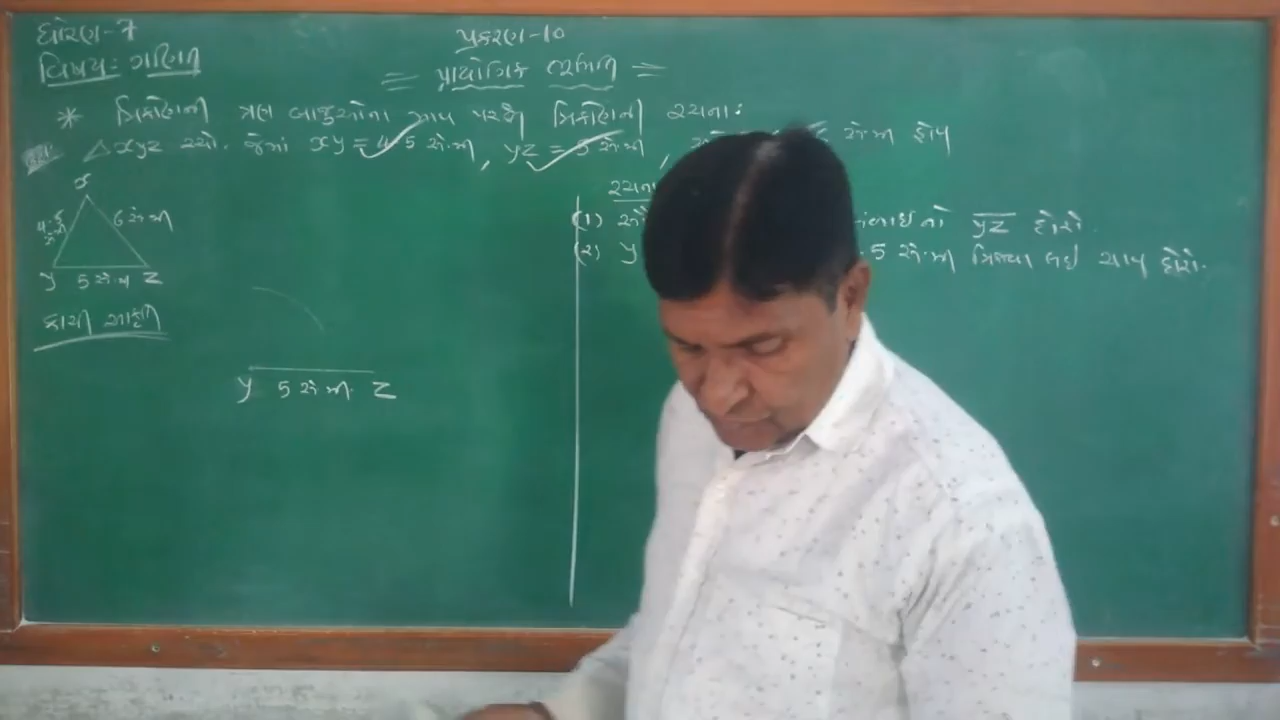 ધોરણ-7
વિષય: ગણિત
પ્રકરણ-10
= પ્રાયોગિક ભૂમિતિ =
* ત્રિકોણની ત્રણ બાજુઓના માપ પરથી ત્રિકોણની રચના:
△xyz રચો. જેમાં xy = 4.5 સે.મી, yz = 5 સે.મી, સે.મી હોય
x
4.5 સે.મી 6 સે.મી
y 5 સે.મી z
કાચી આકૃતિ
y 5 સે.મી. z
રચના
(1) yz દોરો.
(2) y 5 સે.મી ત્રિજ્યા લઇ ચાપ દોરો.